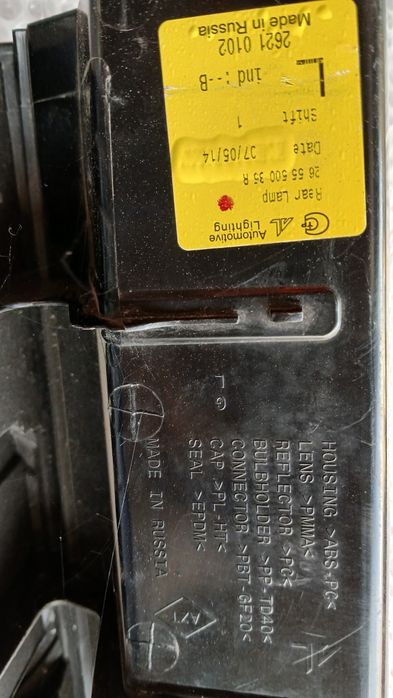 Automotive
Lighting
Rear Lamp
26 55 500 35 R
Date 07/05/14
Shift 1
ind : --B
2621 0102
Made in Russia
HOUSING >ABS+PC<
LENS >PMMA<
REFLECTOR >PC<
BULBHOLDER >PP-TD40<
CONNECTOR >PBT-GF20<
CAP >PL-HT<
SEAL >EPDM<
MADE IN RUSSIA